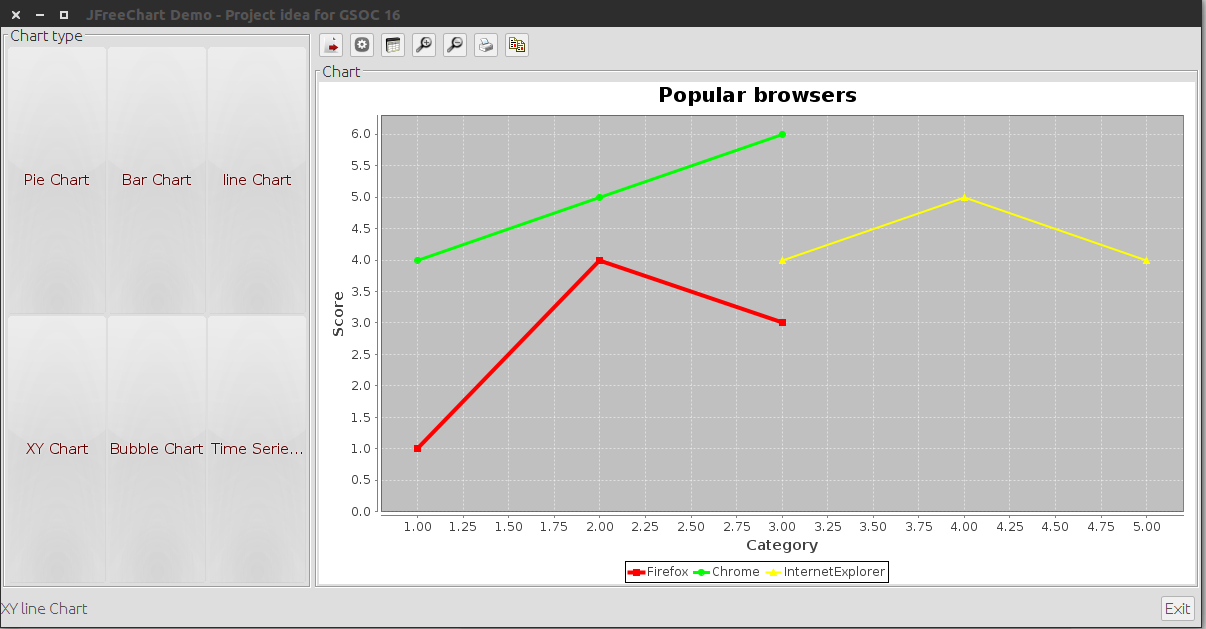 JFreeChart Demo - Project idea for GSOC 16
Chart type
Pie Chart
Bar Chart
line Chart
XY Chart
Bubble Chart
Time Serie...
Chart
Popular browsers
Score
6.0
5.5
5.0
4.5
4.0
3.5
3.0
2.5
2.0
1.5
1.0
0.5
0.0
1.00 1.25 1.50 1.75 2.00 2.25 2.50 2.75 3.00 3.25 3.50 3.75 4.00 4.25 4.50 4.75 5.00
Category
Firefox Chrome InternetExplorer
XY line Chart
Exit